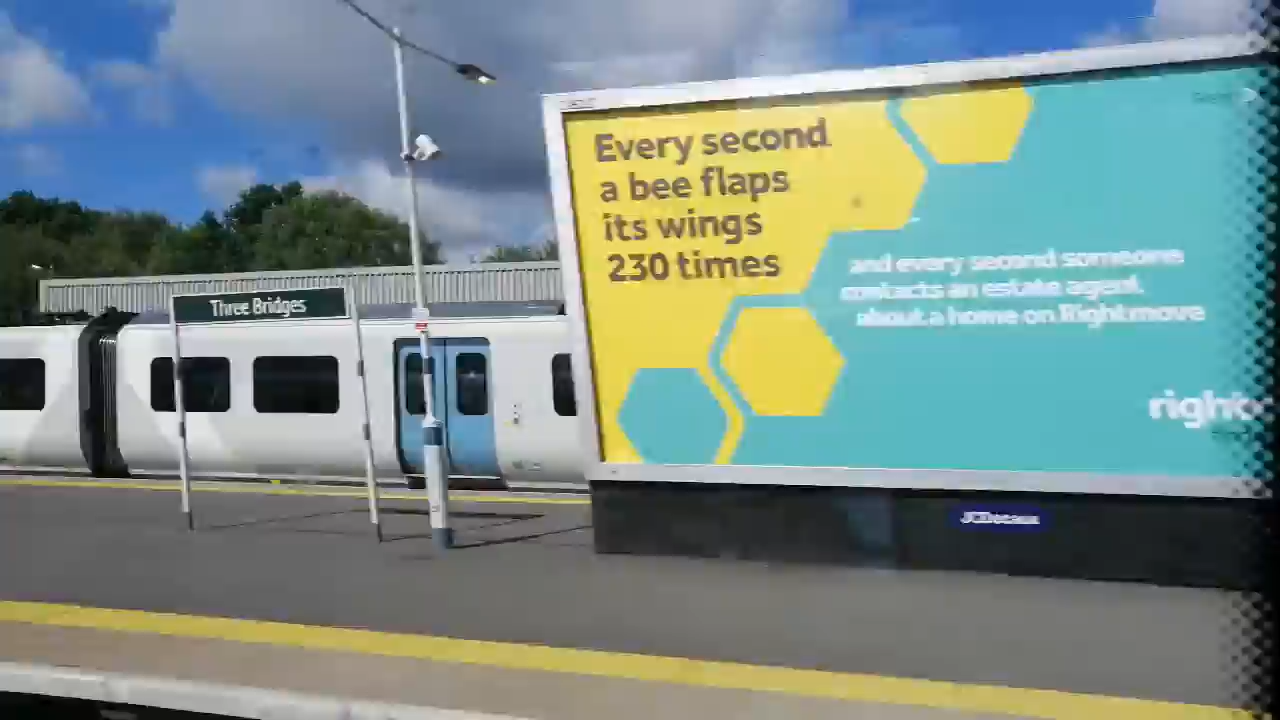 Three Bridges
Every second
a bee flaps
its wings
230 times
and every second someone
contacts an estate agent
about a home on Rightmove
right
JCDecaux